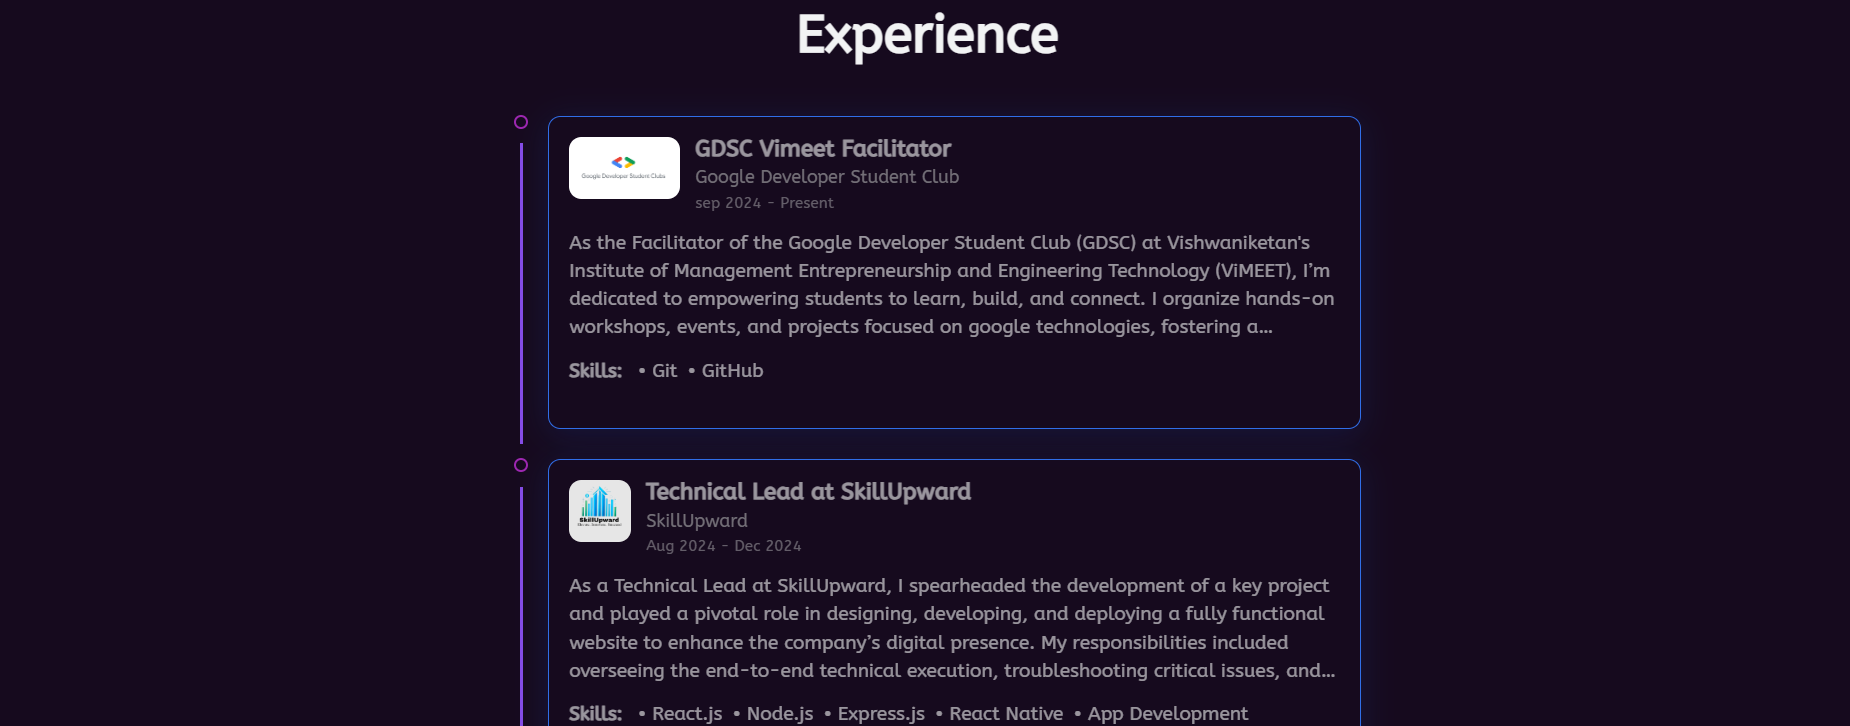 Experience
Google Developer Student Clubs
GDSC Vimeet Facilitator
Google Developer Student Club
sep 2024 - Present
As the Facilitator of the Google Developer Student Club (GDSC) at Vishwaniketan's
Institute of Management Entrepreneurship and Engineering Technology (ViMEET), I’m
dedicated to empowering students to learn, build, and connect. I organize hands-on
workshops, events, and projects focused on google technologies, fostering a...
Skills: • Git • GitHub
SkillUpward
Technical Lead at SkillUpward
SkillUpward
Aug 2024 - Dec 2024
As a Technical Lead at SkillUpward, I spearheaded the development of a key project
and played a pivotal role in designing, developing, and deploying a fully functional
website to enhance the company’s digital presence. My responsibilities included
overseeing the end-to-end technical execution, troubleshooting critical issues, and...
Skills: • React.js • Node.js • Express.js • React Native • App Development